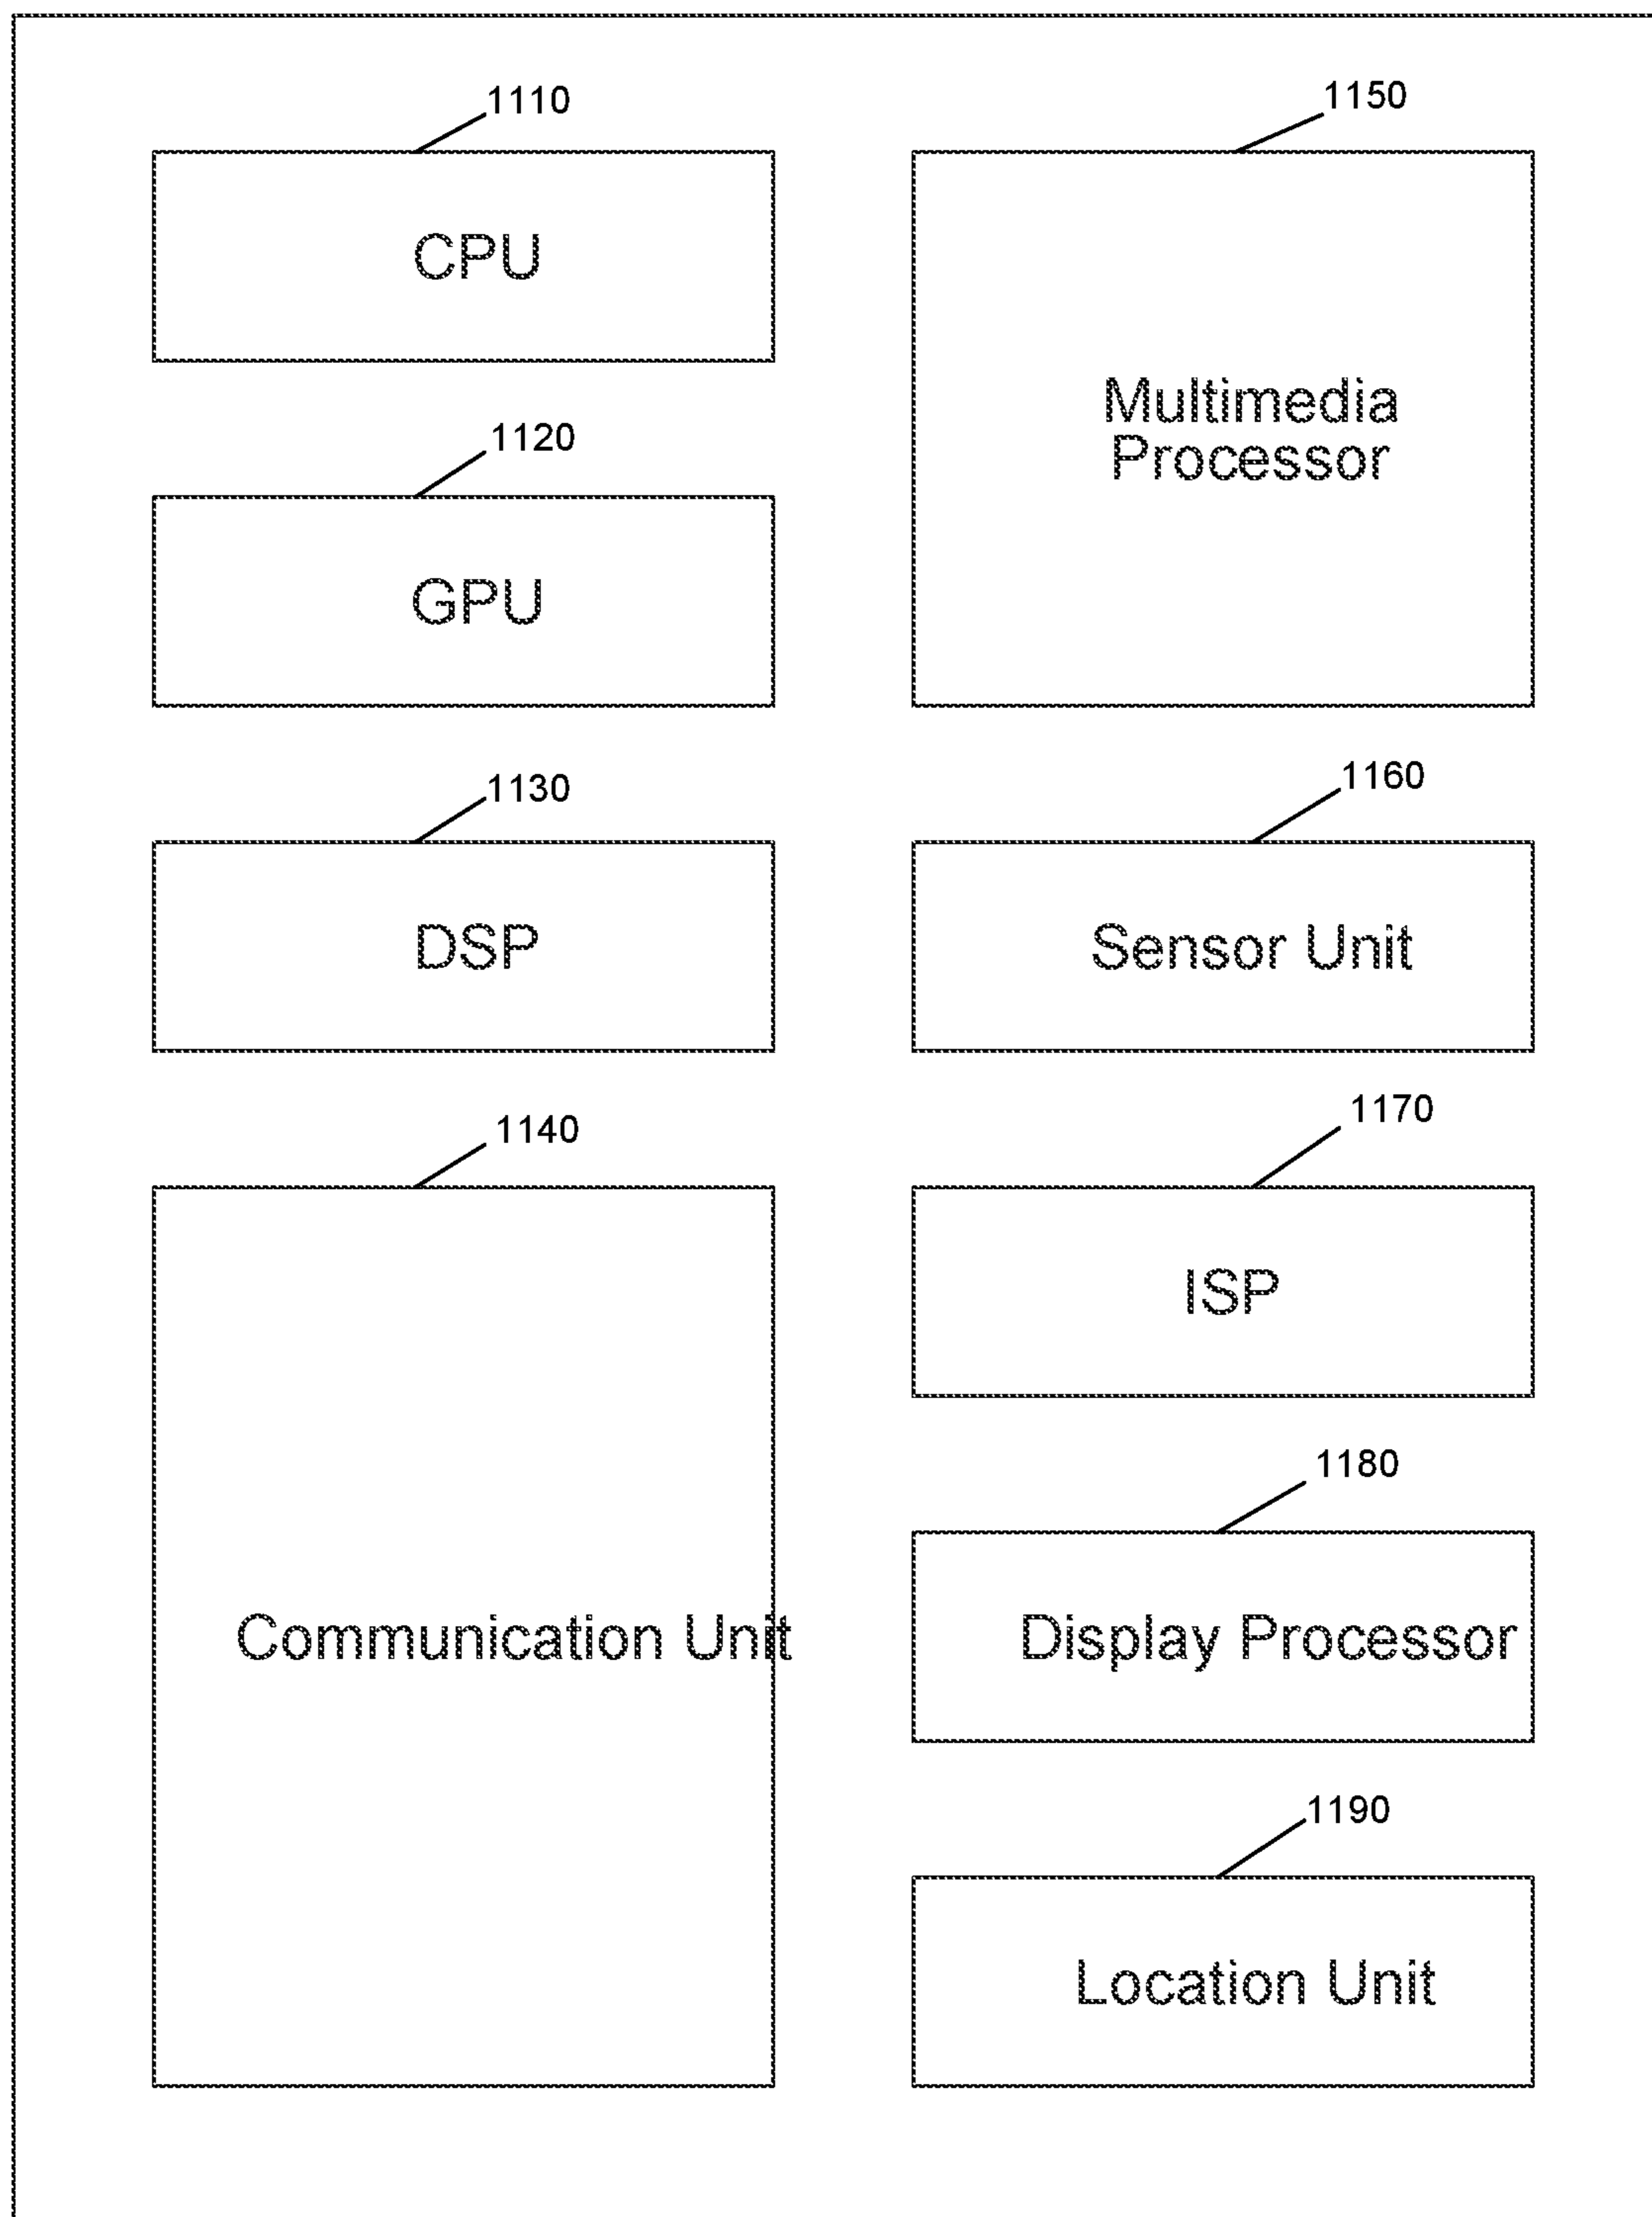 1110
CPU
1120
GPU
1130
DSP
1140
Communication Unit
1150
Multimedia
Processor
1160
Sensor Unit
1170
ISP
1180
Display Processor
1190
Location Unit